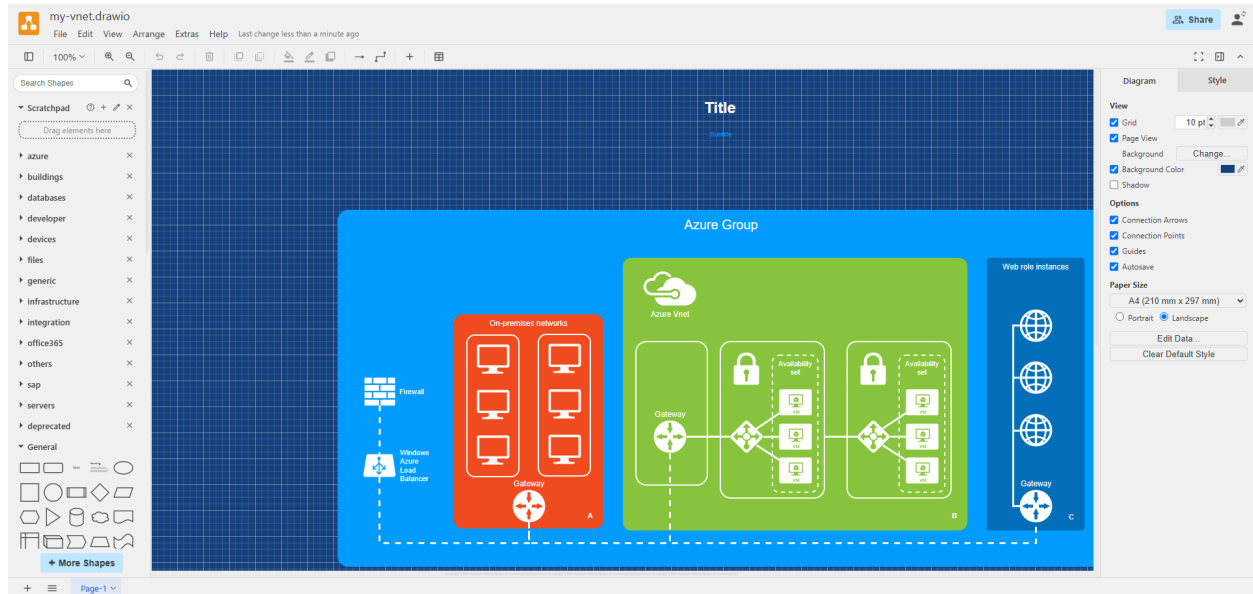 my-vnet.drawio
File Edit View Arrange Extras Help Last change less than a minute ago
Share
100%
Search Shapes
Scratchpad
Drag elements here
azure
buildings
databases
developer
devices
files
generic
infrastructure
integration
office365
others
sap
servers
deprecated
General
Text
Heading
+ More Shapes
Page-1
Title
Subtitle
Azure Group
Firewall
Windows
Azure
Load
Balancer
On-premises networks
Gateway
A
Azure Vnet
Gateway
Availability
set
VM
VM
VM
Availability
set
VM
VM
VM
B
Web role instances
Gateway
C
Diagram Style
View
Grid 10 pt
Page View
Background Change...
Background Color
Shadow
Options
Connection Arrows
Connection Points
Guides
Autosave
Paper Size
A4 (210 mm x 297 mm)
Portrait Landscape
Edit Data...
Clear Default Style